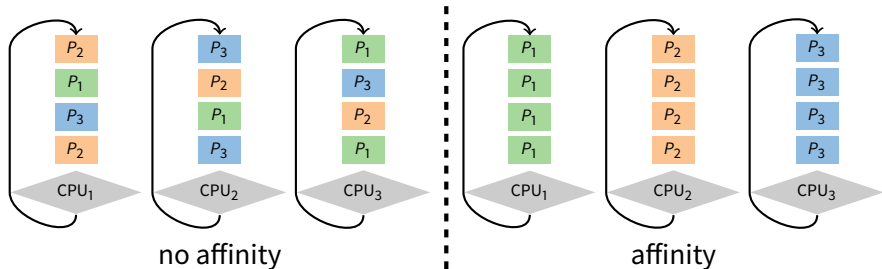 P2 P3 P1 P1 P2 P3
P1 P2 P3 P1 P2 P3
P3 P1 P2 P1 P2 P3
P2 P3 P1 P1 P2 P3
CPU1 CPU2 CPU3 CPU1 CPU2 CPU3
no affinity affinity